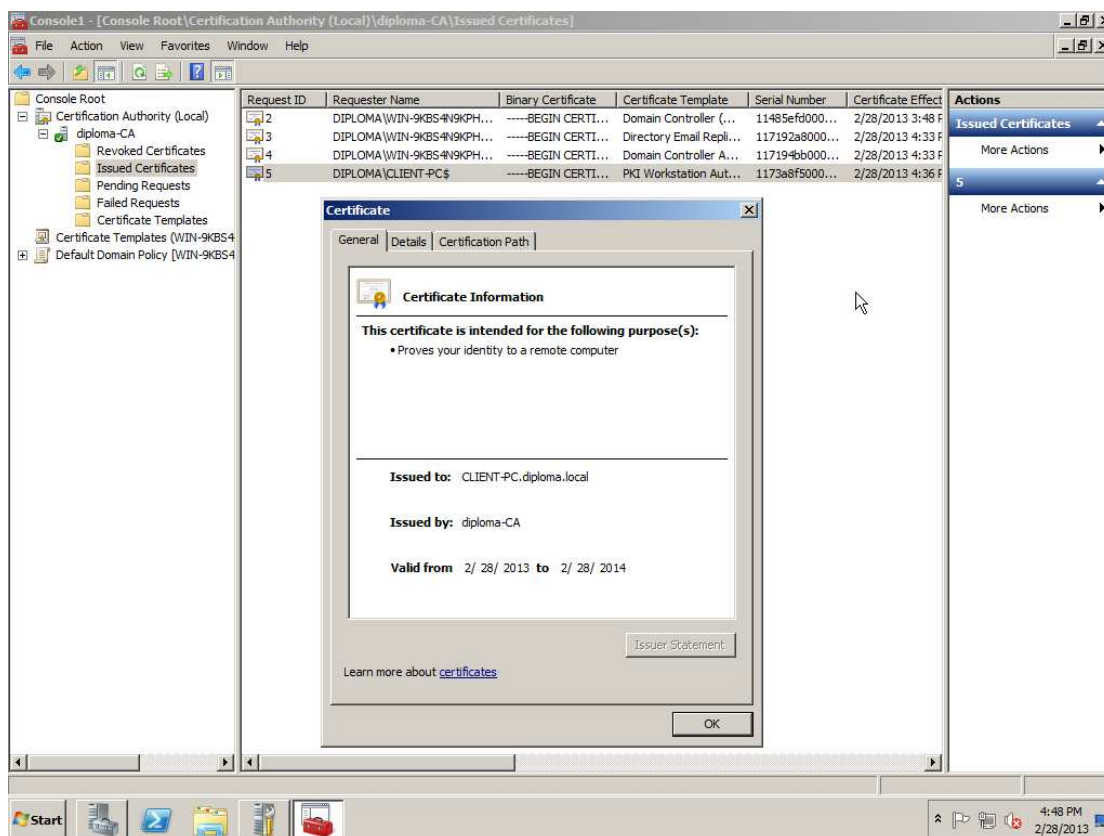 Console1 - [Console Root\Certification Authority (Local)\diploma-CA\Issued Certificates]
File Action View Favorites Window Help
Console Root
Certification Authority (Local)
diploma-CA
Revoked Certificates
Issued Certificates
Pending Requests
Failed Requests
Certificate Templates
Certificate Templates (WIN-9KBS4
Default Domain Policy [WIN-9KBS4
Request ID Requester Name Binary Certificate Certificate Template Serial Number Certificate Effect
2 DIPLOMA\WIN-9KBS4N9KPH... -----BEGIN CERTI... Domain Controller (... 11485efd000... 2/28/2013 3:48 P
3 DIPLOMA\WIN-9KBS4N9KPH... -----BEGIN CERTI... Directory Email Repli... 117192a8000... 2/28/2013 4:33 P
4 DIPLOMA\WIN-9KBS4N9KPH... -----BEGIN CERTI... Domain Controller A... 117194bb000... 2/28/2013 4:33 P
5 DIPLOMA\CLIENT-PC$ -----BEGIN CERTI... PKI Workstation Aut... 1173a8f5000... 2/28/2013 4:36 P
Actions
Issued Certificates
More Actions
5
More Actions
Certificate
General Details Certification Path
Certificate Information
This certificate is intended for the following purpose(s):
• Proves your identity to a remote computer
Issued to: CLIENT-PC.diploma.local
Issued by: diploma-CA
Valid from 2/ 28/ 2013 to 2/ 28/ 2014
Issuer Statement
Learn more about certificates
OK
Start
4:48 PM
2/28/2013